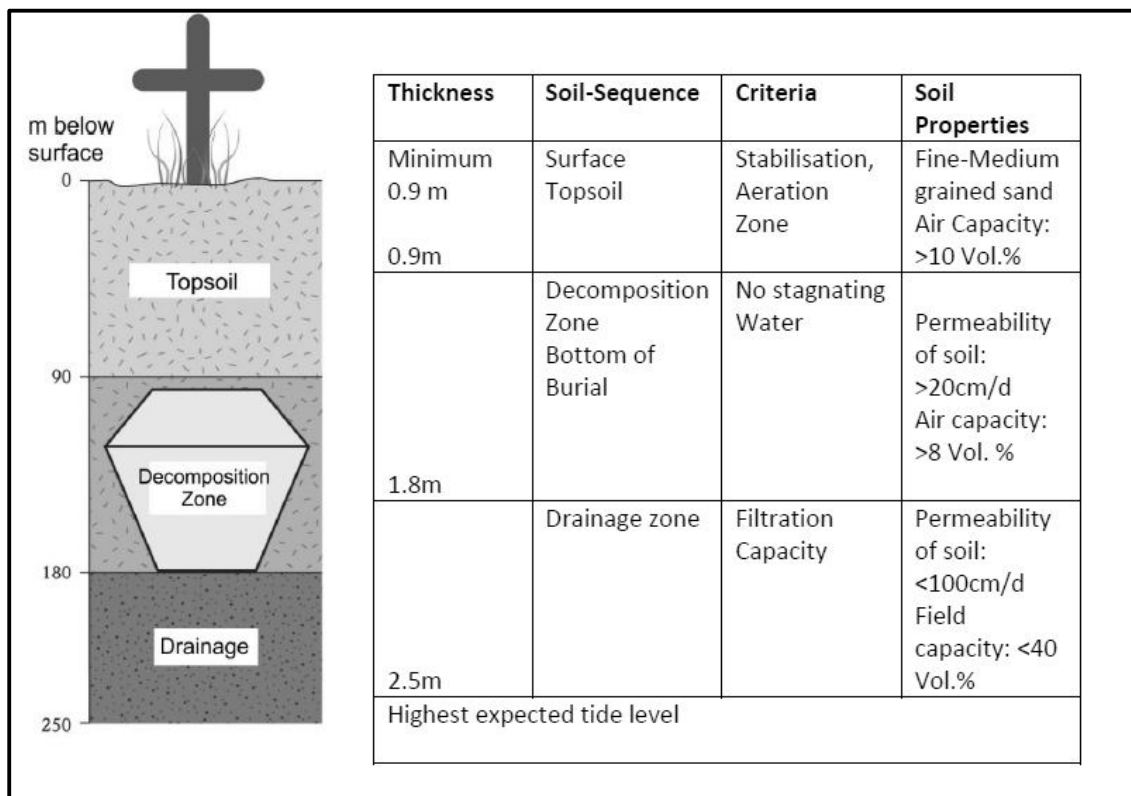 m below
surface
0
Topsoil
90
Decomposition
Zone
180
Drainage
250
Thickness
Soil-Sequence
Criteria
Soil
Properties
Minimum
0.9 m
0.9m
Surface
Topsoil
Stabilisation,
Aeration
Zone
Fine-Medium
grained sand
Air Capacity:
>10 Vol.%
1.8m
Decomposition
Zone
Bottom of
Burial
No stagnating
Water
Permeability
of soil:
>20cm/d
Air capacity:
>8 Vol. %
2.5m
Drainage zone
Filtration
Capacity
Permeability
of soil:
<100cm/d
Field
capacity: <40
Vol.%
Highest expected tide level